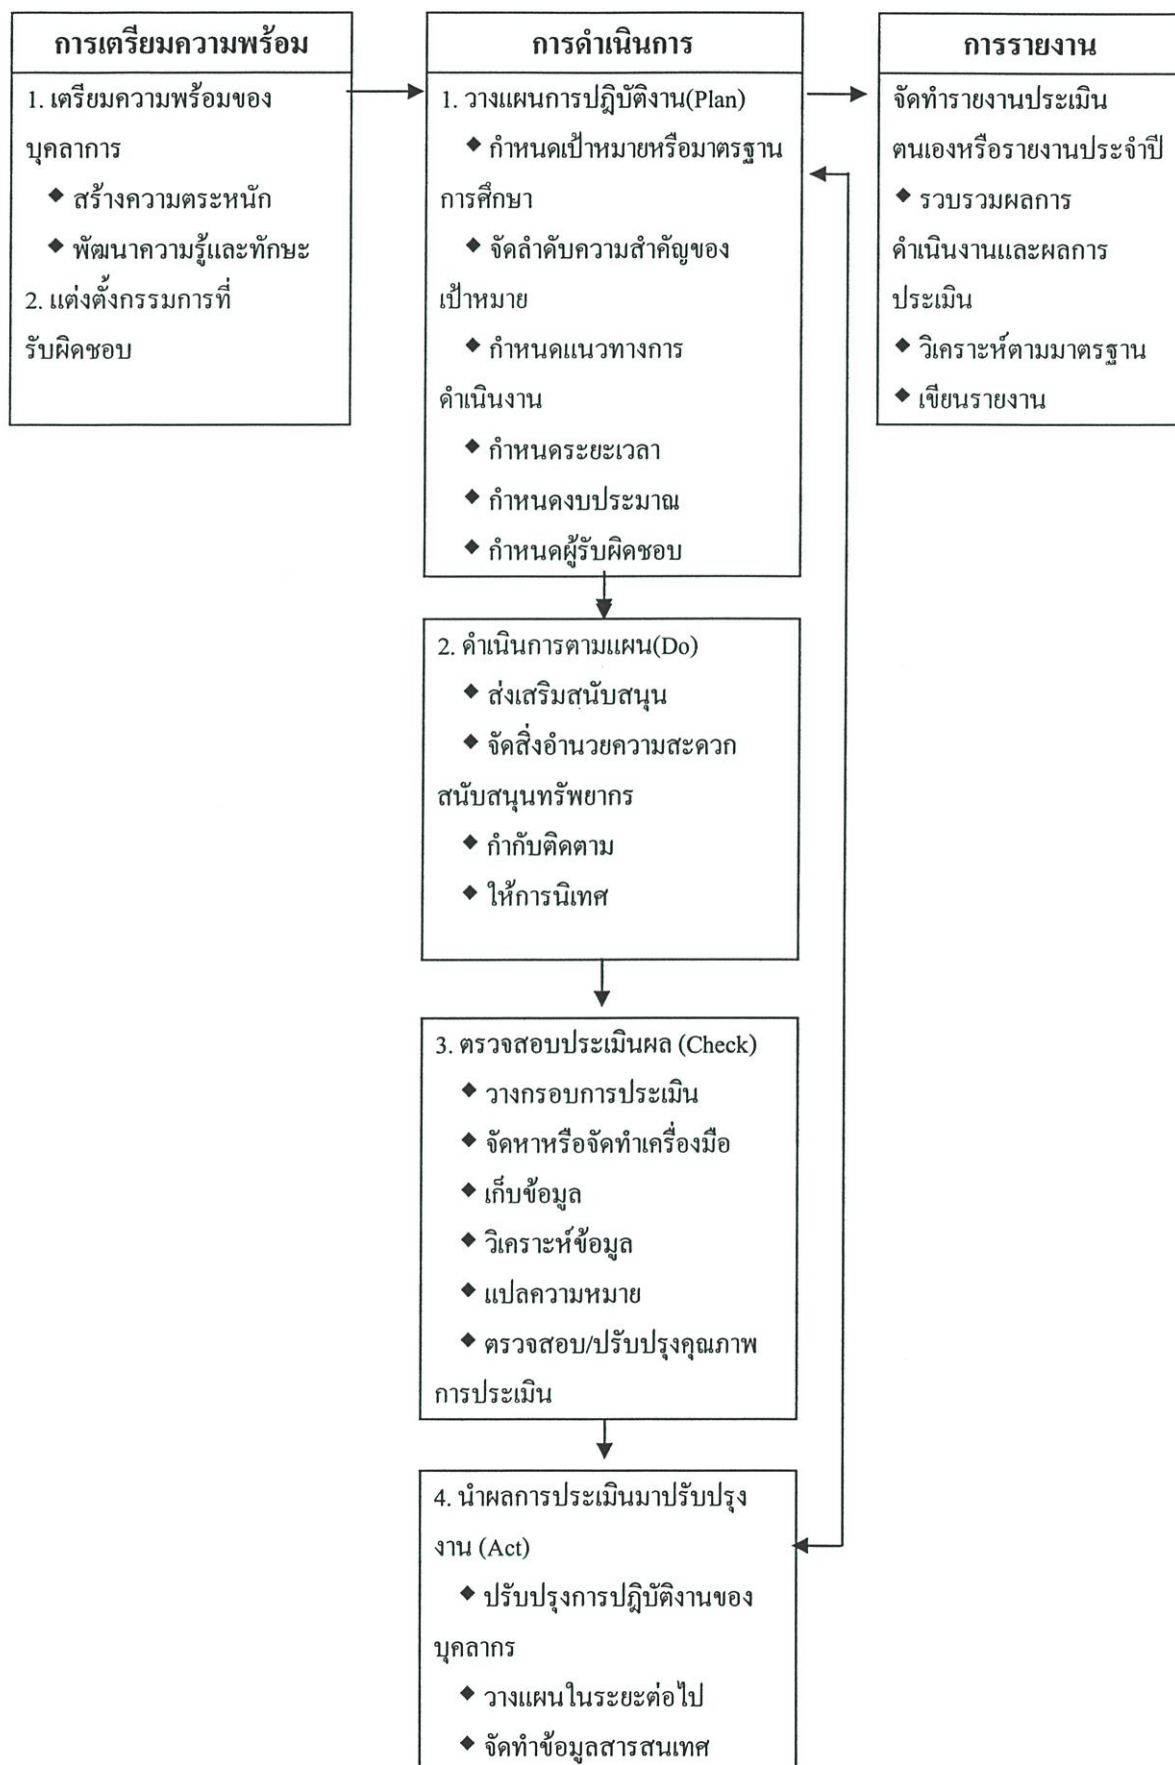 การเตรียมความพร้อม
1. เตรียมความพร้อมของ
บุคลาการ
◆ สร้างความตระหนัก
◆ พัฒนาความรู้และทักษะ
2. แต่งตั้งกรรมการที่
รับผิดชอบ
การดำเนินการ
1. วางแผนการปฎิบัติงาน(Plan)
◆ กำหนดเป้าหมายหรือมาตรฐาน
การศึกษา
◆ จัดลำดับความสำคัญของ
เป้าหมาย
◆ กำหนดแนวทางการ
ดำเนินงาน
◆ กำหนดระยะเวลา
◆ กำหนดงบประมาณ
◆ กำหนดผู้รับผิดชอบ
2. ดำเนินการตามแผน(Do)
◆ ส่งเสริมสนับสนุน
◆ จัดสิ่งอำนวยความสะดวก
สนับสนุนทรัพยากร
◆ กำกับติดตาม
◆ ให้การนิเทศ
3. ตรวจสอบประเมินผล (Check)
◆ วางกรอบการประเมิน
◆ จัดหาหรือจัดทำเครื่องมือ
◆ เก็บข้อมูล
◆ วิเคราะห์ข้อมูล
◆ แปลความหมาย
◆ ตรวจสอบ/ปรับปรุงคุณภาพ
การประเมิน
4. นำผลการประเมินมาปรับปรุง
งาน (Act)
◆ ปรับปรุงการปฎิบัติงานของ
บุคลากร
◆ วางแผนในระยะต่อไป
◆ จัดทำข้อมูลสารสนเทศ
การรายงาน
จัดทำรายงานประเมิน
ตนเองหรือรายงานประจำปี
◆ รวบรวมผลการ
ดำเนินงานและผลการ
ประเมิน
◆ วิเคราะห์ตามมาตรฐาน
◆ เขียนรายงาน